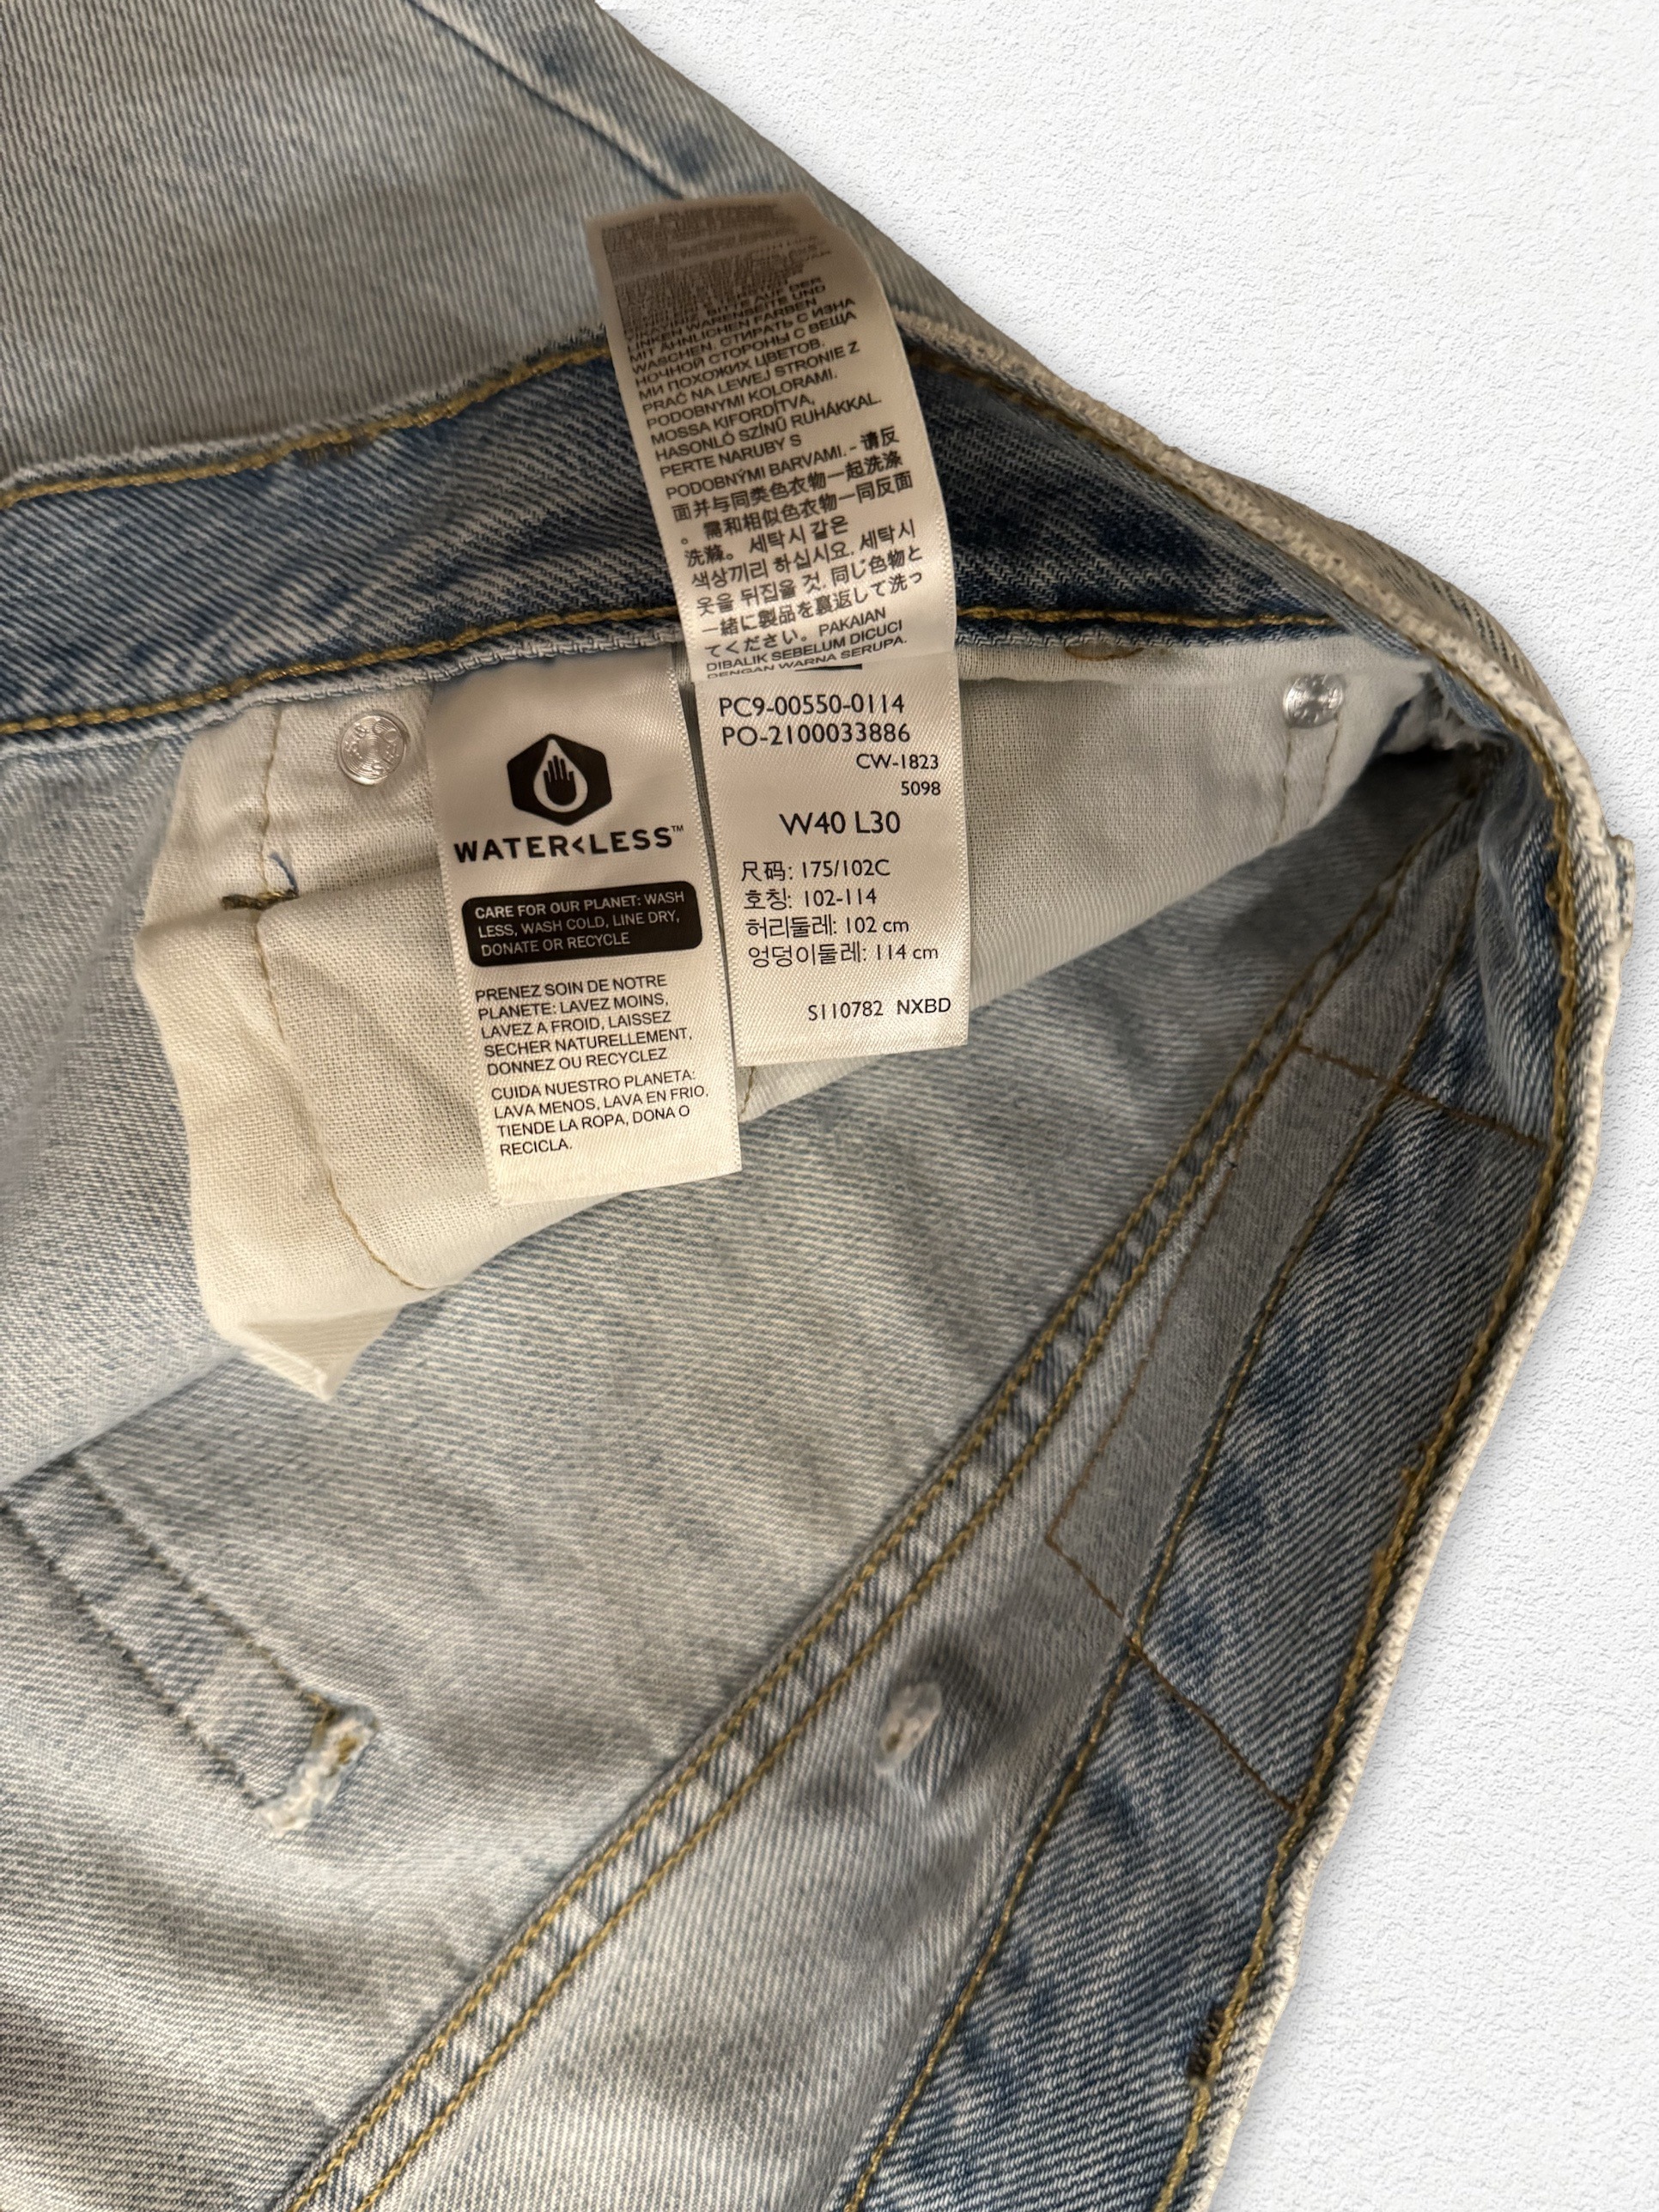 LINKEN WARENSEITE UND
MIT ÄHNLICHEN FARBEN
WASCHEN. СТИРАТЬ С ИЗНА
НОЧНОЙ СТОРОНЫ С ВЕЩА
МИ ПОХОЖИХ ЦВЕТОВ.
PRAĆ NA LEWEJ STRONIE Z
PODOBNYMI KOLORAMI.
MOSSA KIFORDÍTVA,
HASONLÓ SZÍNŰ RUHÁKKAL.
PERTE NARUBY S
PODOBNÝMI BARVAMI. - 请反
面并与同类色衣物一起洗涤
。需和相似色衣物一同反面
洗滌。 세탁시 같은
색상끼리 하십시요. 세탁시
옷을 뒤집을 것. 同じ色物と
一緒に製品を裏返して洗っ
てください。 PAKAIAN
DIBALIK SEBELUM DICUCI
DENGAN WARNA SERUPA.
PC9-00550-0114
PO-2100033886
CW-1823
5098
W40 L30
尺码: 175/102C
호칭: 102-114
허리둘레: 102 cm
엉덩이둘레: 114 cm
S110782 NXBD
WATER<LESS™
CARE FOR OUR PLANET: WASH
LESS, WASH COLD, LINE DRY,
DONATE OR RECYCLE
PRENEZ SOIN DE NOTRE
PLANETE: LAVEZ MOINS,
LAVEZ A FROID, LAISSEZ
SECHER NATURELLEMENT,
DONNEZ OU RECYCLEZ
CUIDA NUESTRO PLANETA:
LAVA MENOS, LAVA EN FRIO,
TIENDE LA ROPA, DONA O
RECICLA.